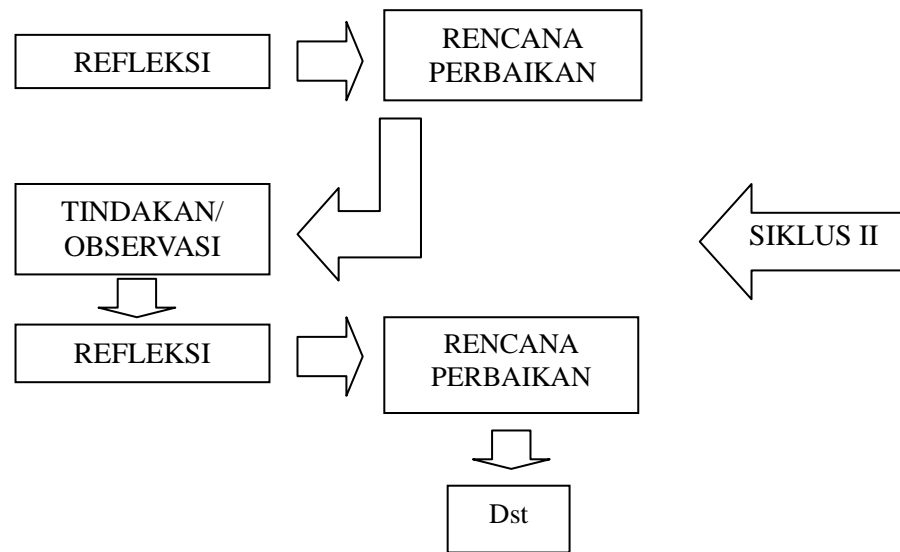 REFLEKSI
RENCANA
PERBAIKAN
TINDAKAN/
OBSERVASI
SIKLUS II
REFLEKSI
RENCANA
PERBAIKAN
Dst